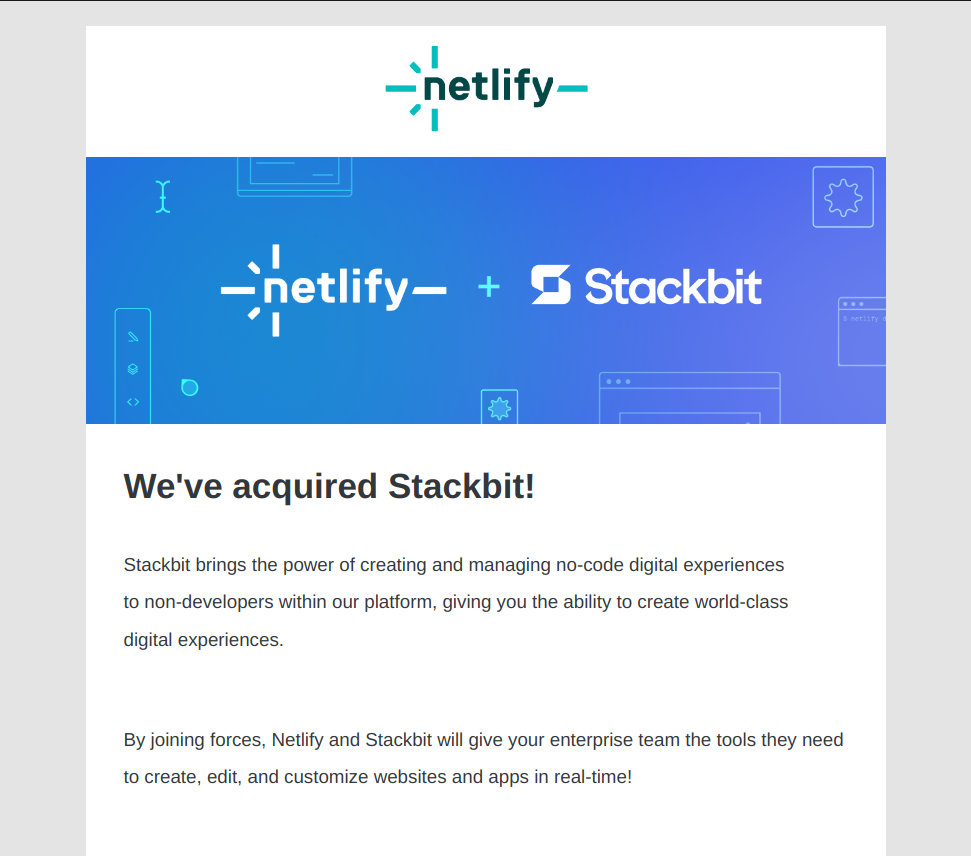 netlify
netlify + Stackbit
$ netlify d
We've acquired Stackbit!
Stackbit brings the power of creating and managing no-code digital experiences
to non-developers within our platform, giving you the ability to create world-class
digital experiences.
By joining forces, Netlify and Stackbit will give your enterprise team the tools they need
to create, edit, and customize websites and apps in real-time!